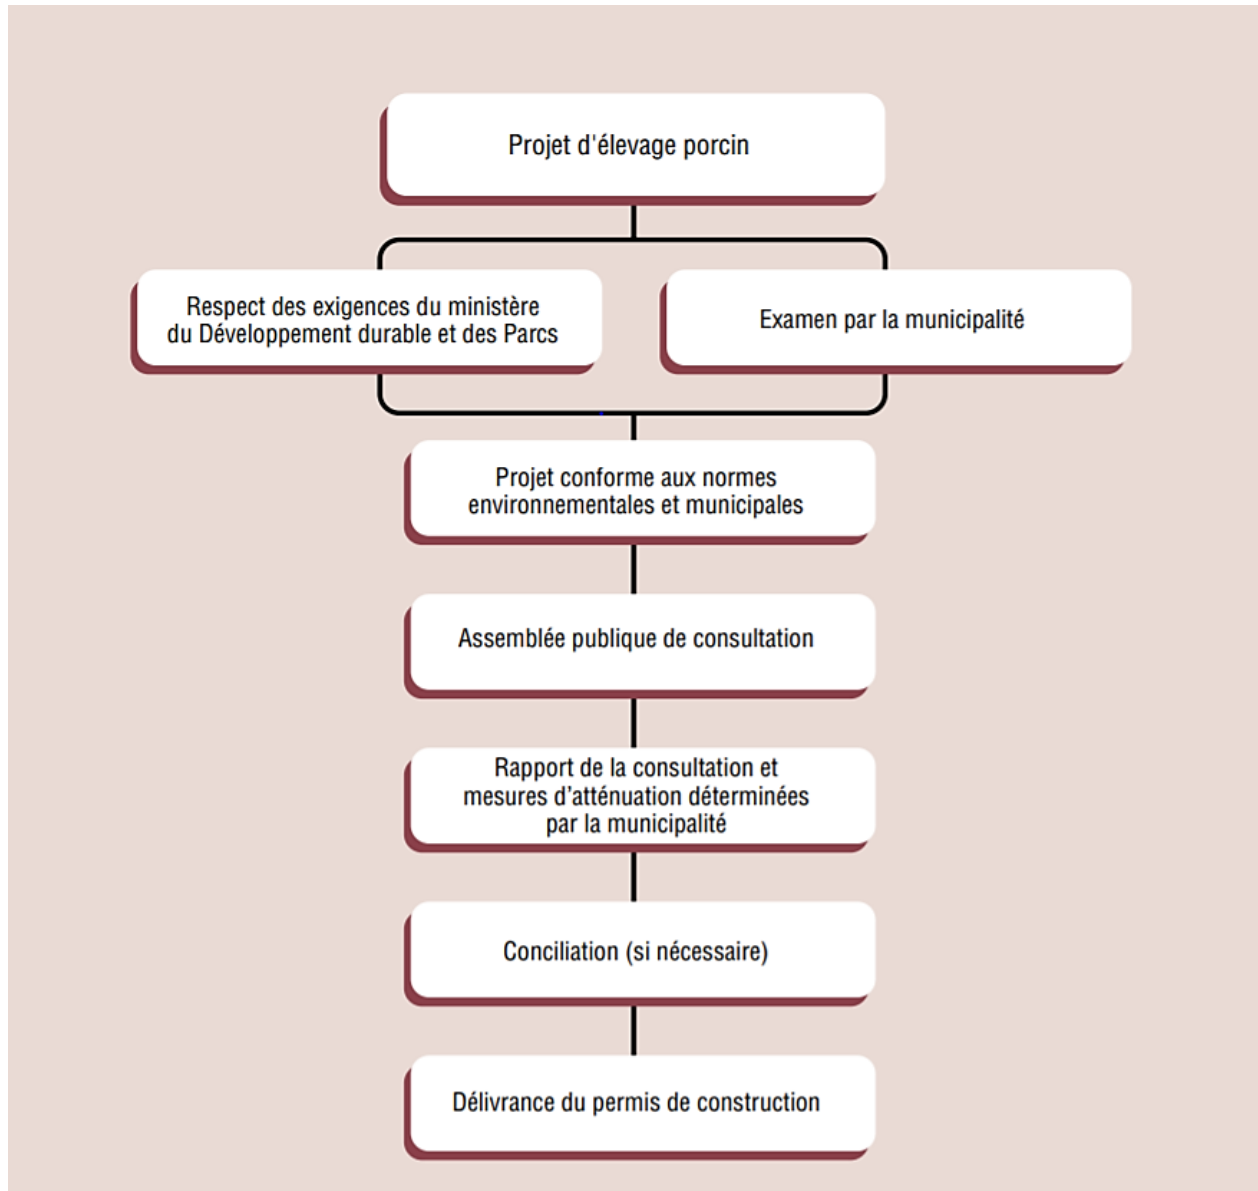 Projet d'élevage porcin
Respect des exigences du ministère
du Développement durable et des Parcs
Examen par la municipalité
Projet conforme aux normes
environnementales et municipales
Assemblée publique de consultation
Rapport de la consultation et
mesures d’atténuation déterminées
par la municipalité
Conciliation (si nécessaire)
Délivrance du permis de construction